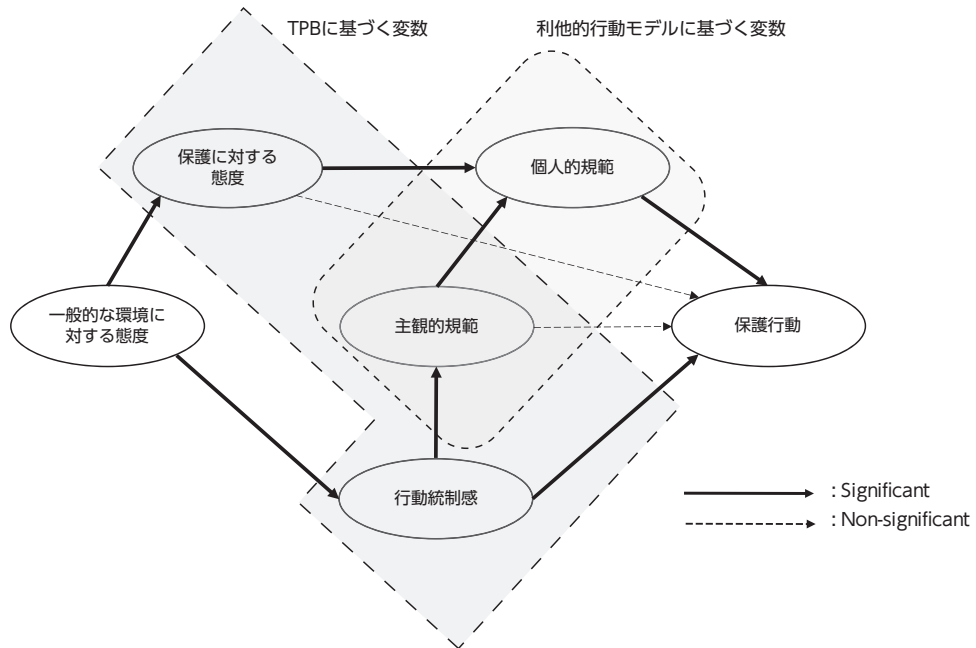 TPBに基づく変数
利他的行動モデルに基づく変数
保護に対する
態度
個人的規範
一般的な環境に
対する態度
主観的規範
保護行動
行動統制感
: Significant
: Non-significant